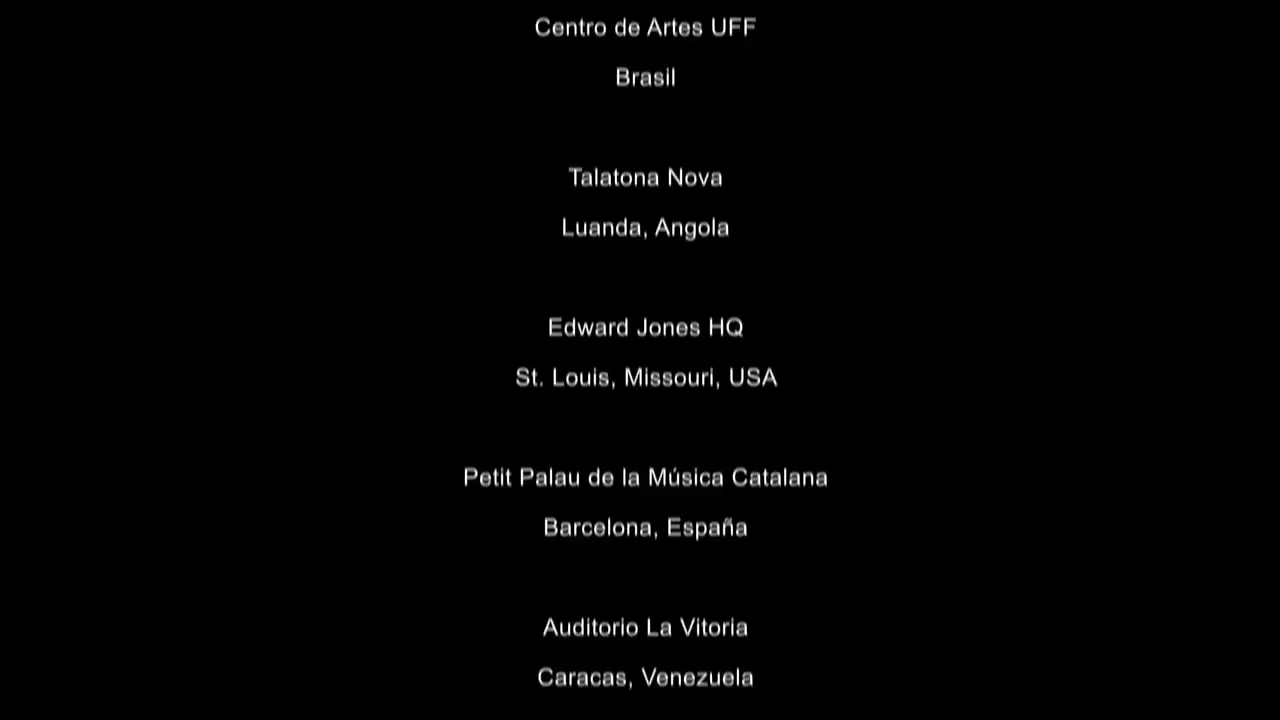 Centro de Artes UFF
Brasil
Talatona Nova
Luanda, Angola
Edward Jones HQ
St. Louis, Missouri, USA
Petit Palau de la Música Catalana
Barcelona, España
Auditorio La Vitoria
Caracas, Venezuela